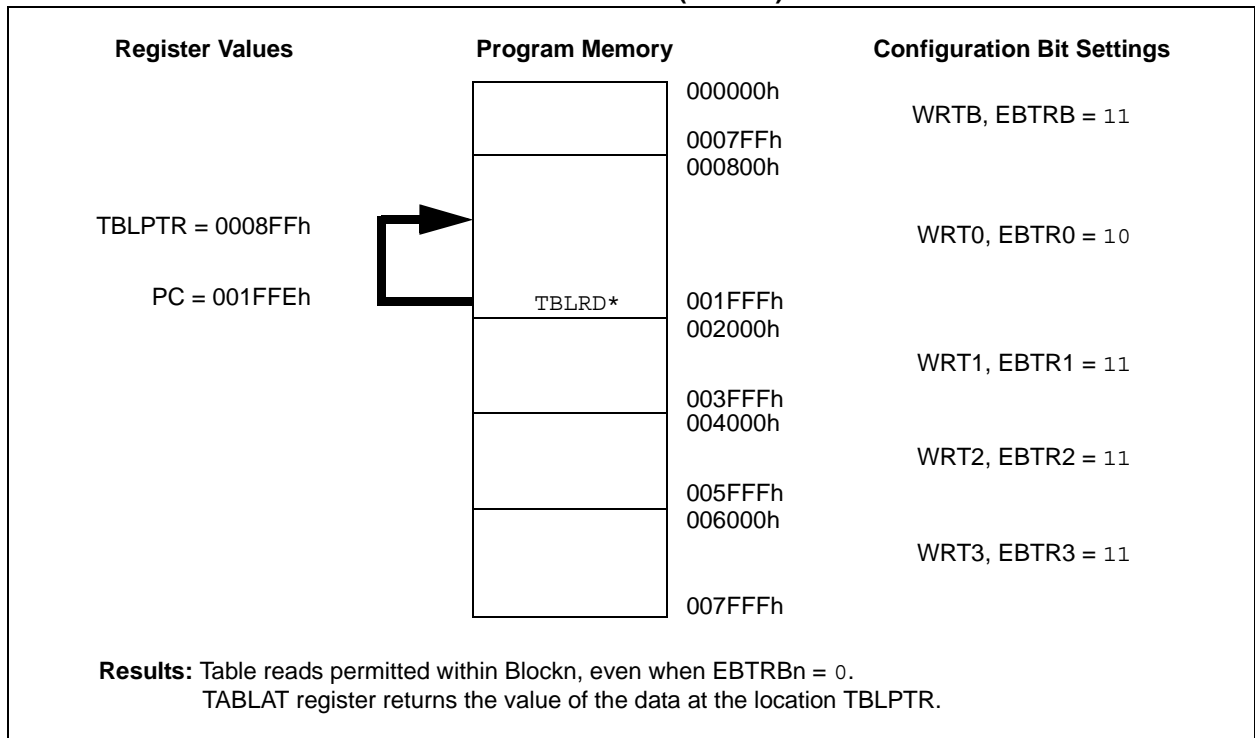 Register Values Program Memory Configuration Bit Settings
000000h
WRTB, EBTRB = 11
0007FFh
000800h
TBLPTR = 0008FFh
WRT0, EBTR0 = 10
PC = 001FFEh
TBLRD* 001FFFh
002000h
WRT1, EBTR1 = 11
003FFFh
004000h
WRT2, EBTR2 = 11
005FFFh
006000h
WRT3, EBTR3 = 11
007FFFh
Results: Table reads permitted within Blockn, even when EBTRBn = 0.
TABLAT register returns the value of the data at the location TBLPTR.